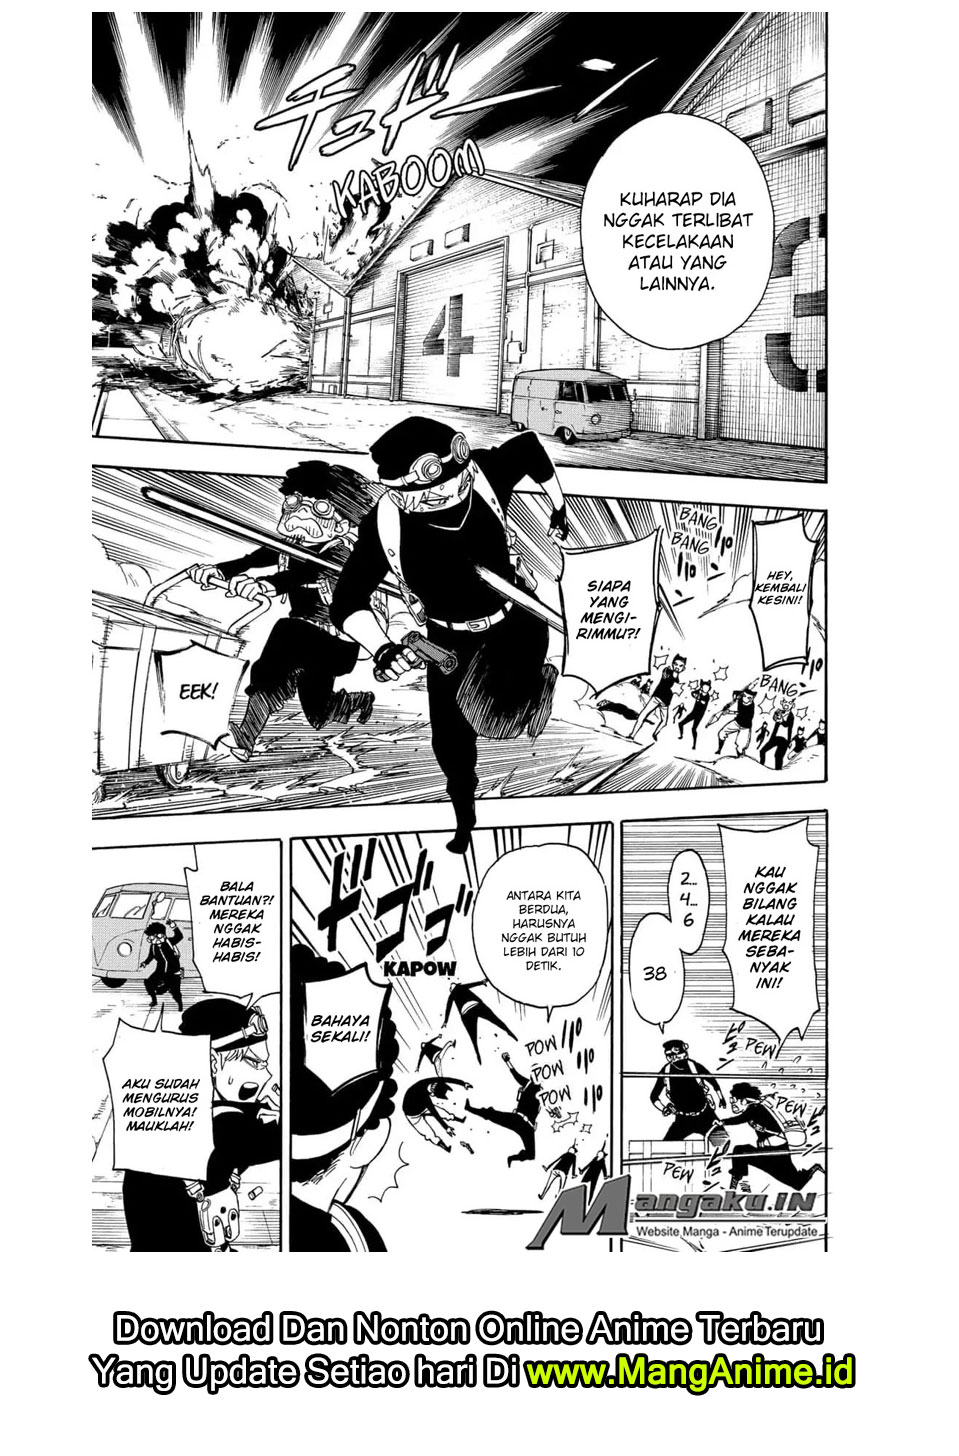 チュドー
KABOOM
KUHARAP DIA
NGGAK TERLIBAT
KECELAKAAN
ATAU YANG
LAINNYA.
4
3
BANG
BANG
HEY,
KEMBALI
KESINI!
SIAPA
YANG
MENGI-
RIMMU?!
BANG
EEK!
KAU
NGGAK
BILANG
KALAU
MEREKA
SEBA-
NYAK
INI!
2...
4...
6
38
PEW
PEW
PEW
ANTARA KITA
BERDUA,
HARUSNYA
NGGAK BUTUH
LEBIH DARI 10
DETIK.
KAPOW
BAHAYA
SEKALI!
POW
POW
POW
BALA
BANTUAN?!
MEREKA
NGGAK
HABIS-
HABIS!
AKU SUDAH
MENGURUS
MOBILNYA!
MAUKLAH!
Mangaku.IN
Website Manga - Anime Terupdate
Download Dan Nonton Online Anime Terbaru
Yang Update Setiao hari Di www.MangAnime.id